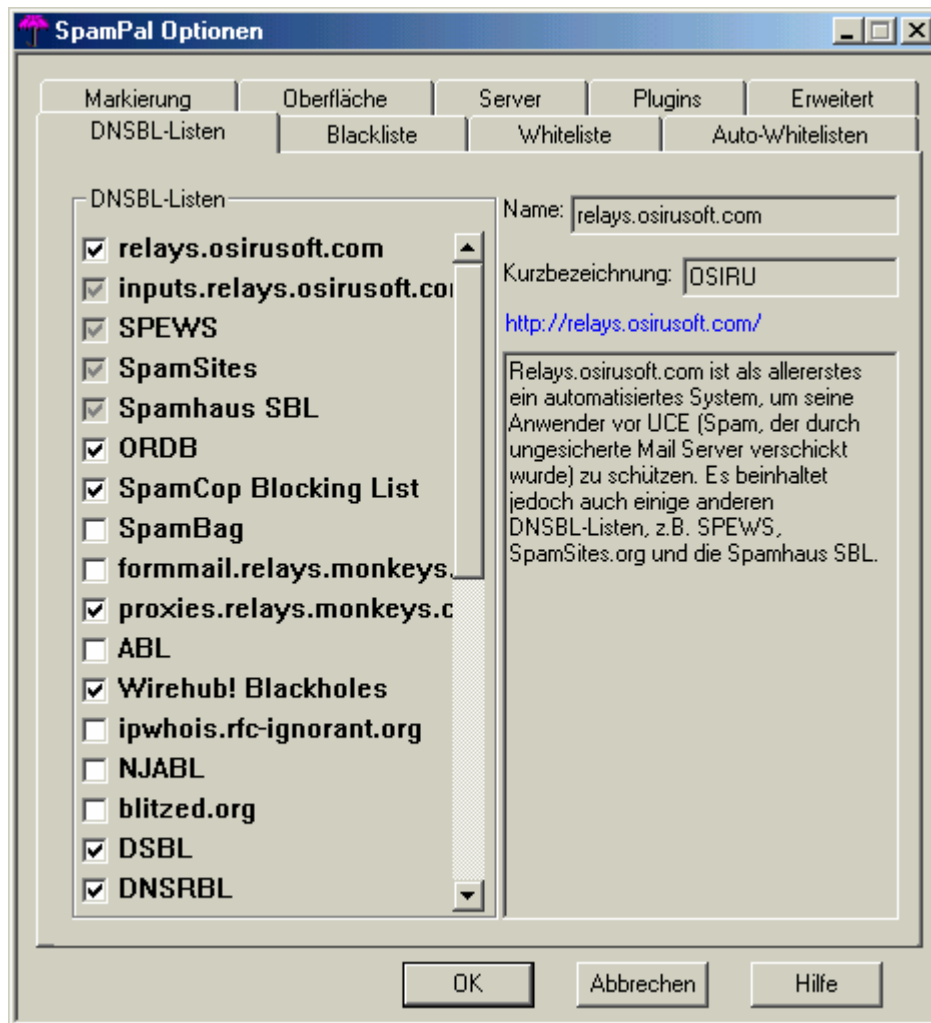 SpamPal Optionen
Markierung
Oberfläche
Server
Plugins
Erweitert
DNSBL-Listen
Blackliste
Whiteliste
Auto-Whitelisten
DNSBL-Listen
relays.osirusoft.com
inputs.relays.osirusoft.co
SPEWS
SpamSites
Spamhaus SBL
ORDB
SpamCop Blocking List
SpamBag
formmail.relays.monkeys.
proxies.relays.monkeys.c
ABL
Wirehub! Blackholes
ipwhois.rfc-ignorant.org
NJABL
blitzed.org
DSBL
DNSRBL
Name: relays.osirusoft.com
Kurzbezeichnung: OSIRU
http://relays.osirusoft.com/
Relays.osirusoft.com ist als allererstes
ein automatisiertes System, um seine
Anwender vor UCE (Spam, der durch
ungesicherte Mail Server verschickt
wurde) zu schützen. Es beinhaltet
jedoch auch einige anderen
DNSBL-Listen, z.B. SPEWS,
SpamSites.org und die Spamhaus SBL.
OK
Abbrechen
Hilfe